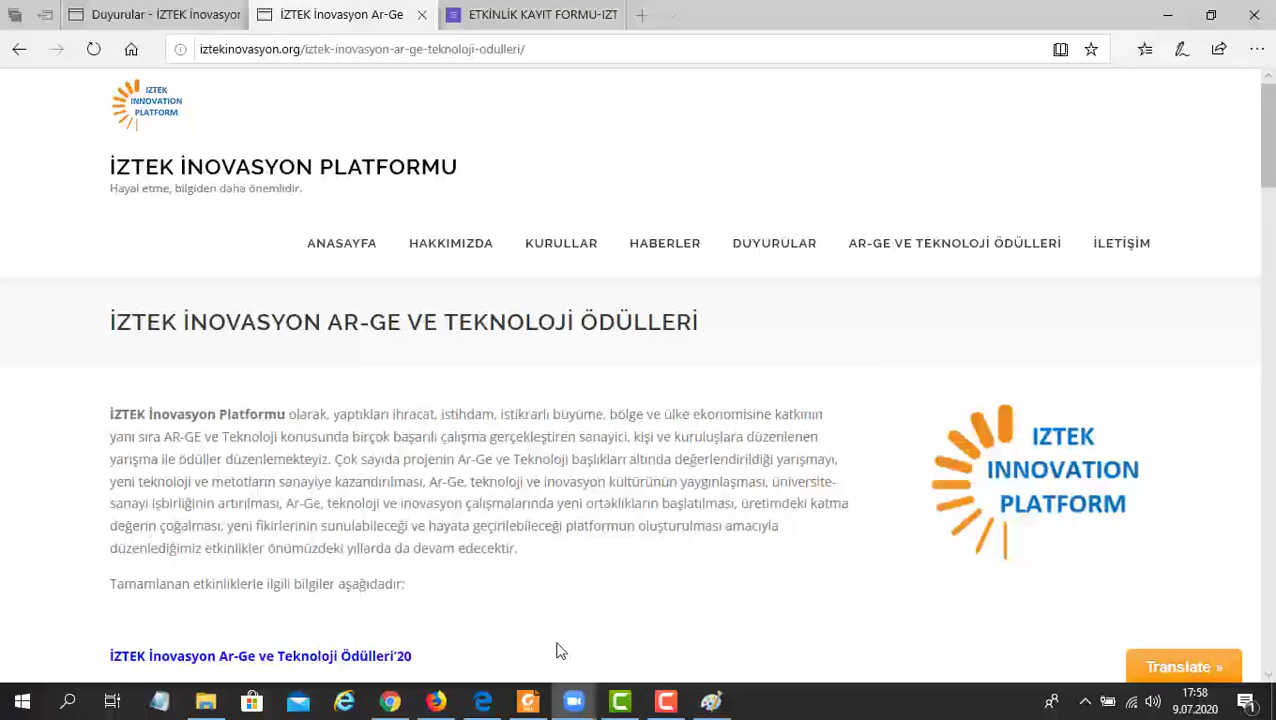 Duyurular - İZTEK İnovasy
İZTEK İnovasyon Ar-Ge
ETKİNLİK KAYIT FORMU-IZT
iztekinovasyon.org/iztek-inovasyon-ar-ge-teknoloji-odulleri/
IZTEK
INNOVATION
PLATFORM
İZTEK İNOVASYON PLATFORMU
Hayal etme, bilgiden daha önemlidir.
ANASAYFA HAKKIMIZDA KURULLAR HABERLER DUYURULAR AR-GE VE TEKNOLOJİ ÖDÜLLERİ İLETİŞİM
İZTEK İNOVASYON AR-GE VE TEKNOLOJİ ÖDÜLLERİ
İZTEK İnovasyon Platformu olarak, yaptıkları ihracat, istihdam, istikrarlı büyüme, bölge ve ülke ekonomisine katkının
yanı sıra AR-GE ve Teknoloji konusunda birçok başarılı çalışma gerçekleştiren sanayici, kişi ve kuruluşlara düzenlenen
yarışma ile ödüller düzenlemekteyiz. Çok sayıda projenin Ar-Ge ve Teknoloji başlıkları altında değerlendirildiği yarışmayı,
yeni teknoloji ve metotların sanayiye kazandırılması, Ar-Ge, teknoloji ve inovasyon kültürünün yaygınlaşması, üniversite-
sanayi işbirliğinin artırılması, Ar-Ge, teknoloji ve inovasyon çalışmalarında yeni ortaklıkların başlatılması, üretimdeki katma
değerin çoğalması, yeni fikirlerinin sunulabileceği ve hayata geçirilebileceği platformun oluşturulması amacıyla
düzenlediğimiz etkinlikler önümüzdeki yıllarda da devam edecektir.
Tamamlanan etkinliklerle ilgili bilgiler aşağıdadır;
İZTEK İnovasyon Ar-Ge ve Teknoloji Ödülleri'20
IZTEK
INNOVATION
PLATFORM
Translate »
17:58
9.07.2020